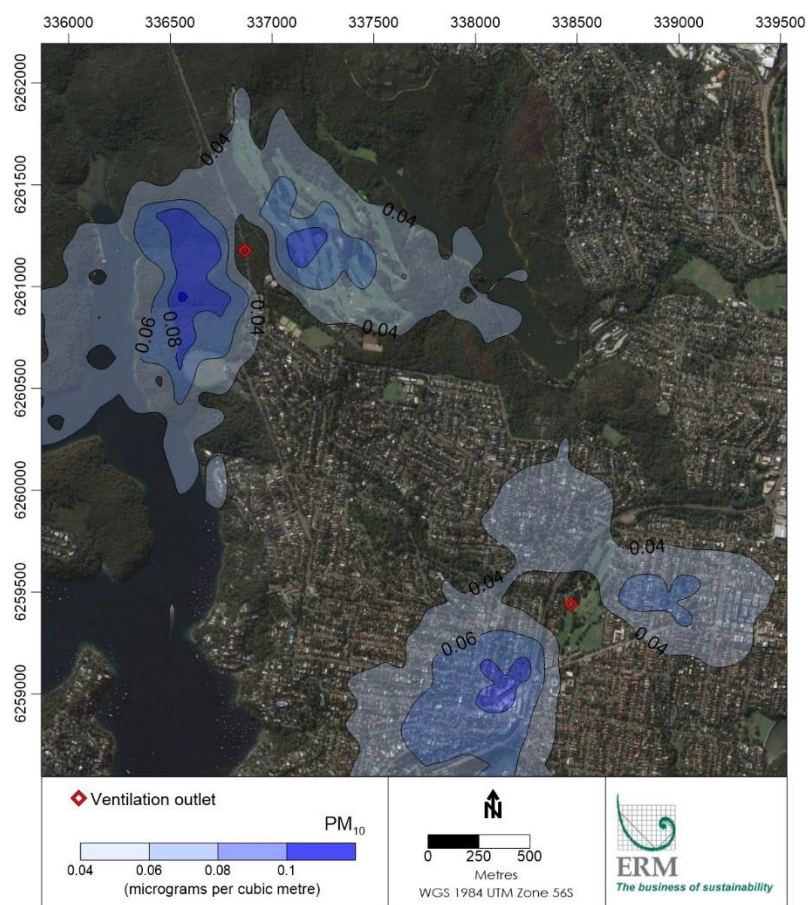 336000 336500 337000 337500 338000 338500 339000 339500
6262000
6261500
6261000
6260500
6260000
6259500
6259000
0.04
0.04
0.04
0.04
0.06
0.08
0.04
0.04
0.04
0.06
Ventilation outlet
PM10
0.04 0.06 0.08 0.1
(micrograms per cubic metre)
N
0 250 500
Metres
WGS 1984 UTM Zone 56S
ERM
The business of sustainability